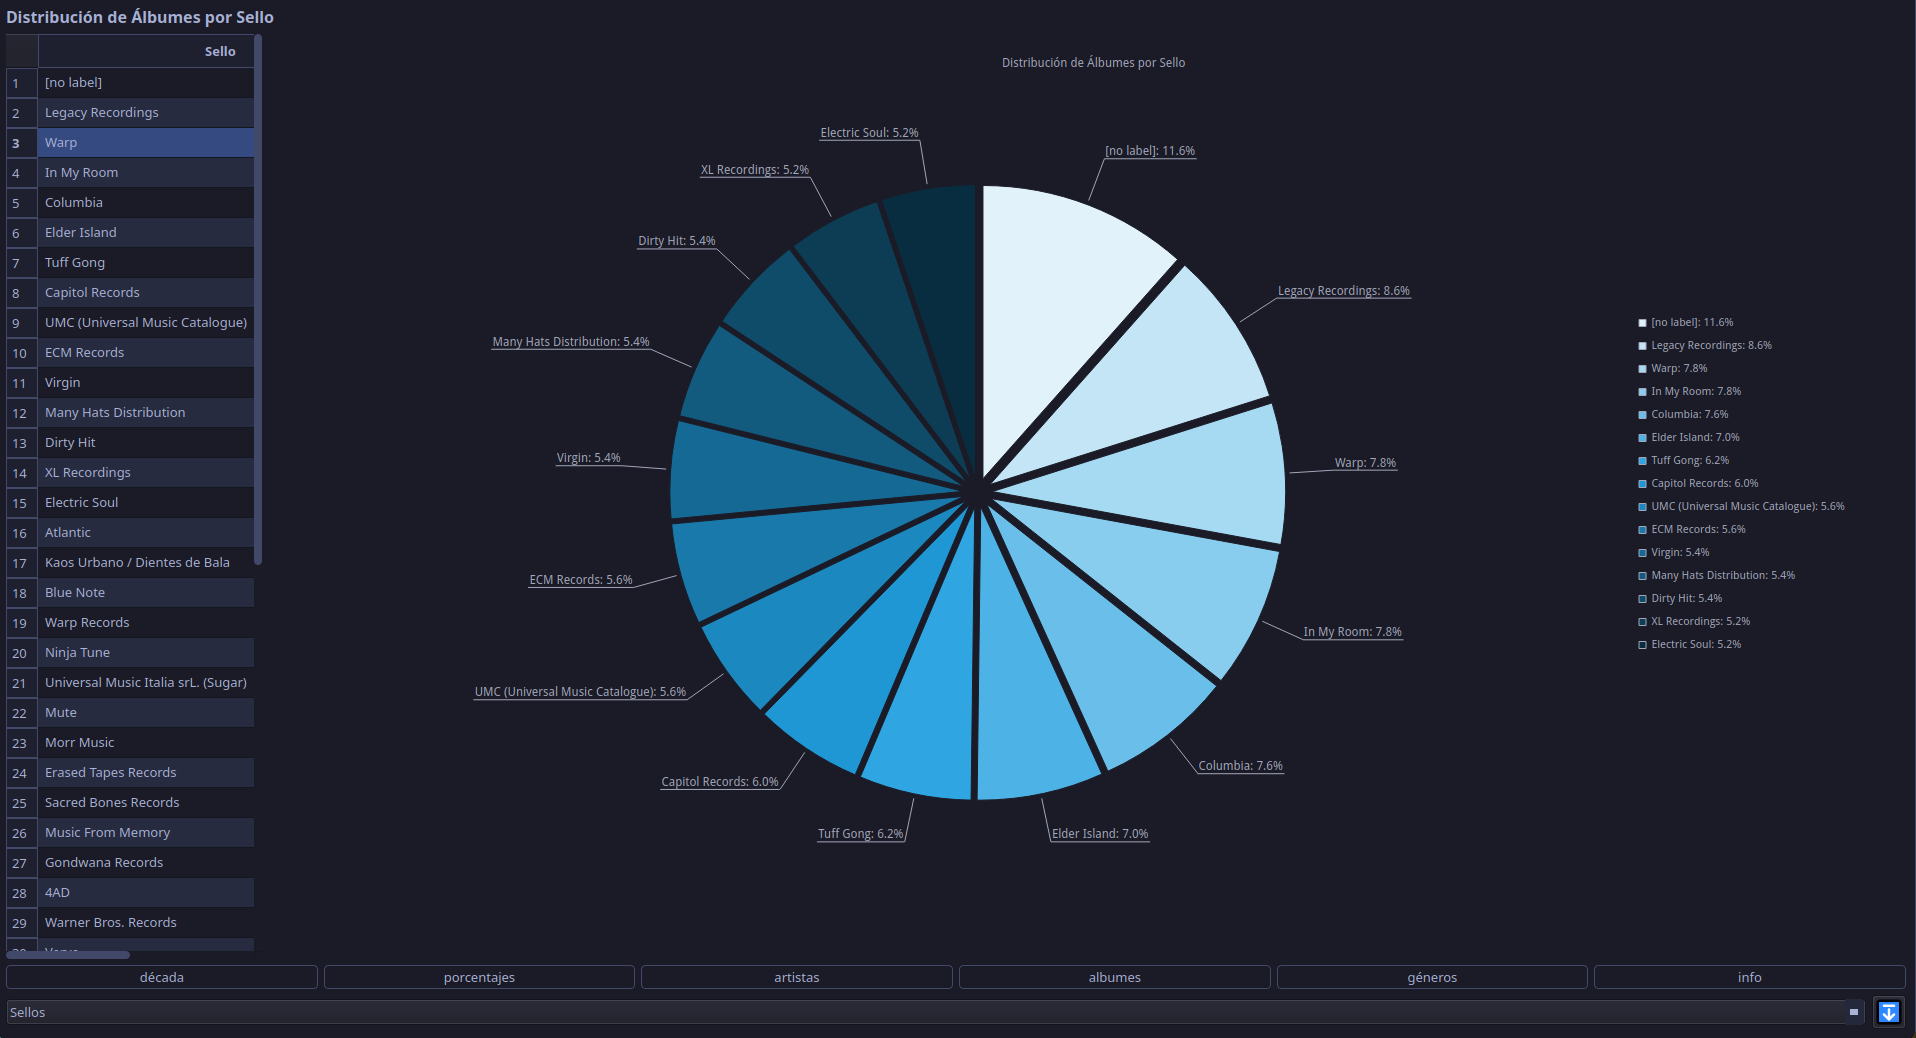 Distribución de Álbumes por Sello
Sello
1 [no label]
2 Legacy Recordings
3 Warp
4 In My Room
5 Columbia
6 Elder Island
7 Tuff Gong
8 Capitol Records
9 UMC (Universal Music Catalogue)
10 ECM Records
11 Virgin
12 Many Hats Distribution
13 Dirty Hit
14 XL Recordings
15 Electric Soul
16 Atlantic
17 Kaos Urbano / Dientes de Bala
18 Blue Note
19 Warp Records
20 Ninja Tune
21 Universal Music Italia srL. (Sugar)
22 Mute
23 Morr Music
24 Erased Tapes Records
25 Sacred Bones Records
26 Music From Memory
27 Gondwana Records
28 4AD
29 Warner Bros. Records
Distribución de Álbumes por Sello
Electric Soul: 5.2%
[no label]: 11.6%
XL Recordings: 5.2%
Dirty Hit: 5.4%
Legacy Recordings: 8.6%
Many Hats Distribution: 5.4%
Virgin: 5.4%
Warp: 7.8%
ECM Records: 5.6%
In My Room: 7.8%
UMC (Universal Music Catalogue): 5.6%
Columbia: 7.6%
Capitol Records: 6.0%
Tuff Gong: 6.2%
Elder Island: 7.0%
[no label]: 11.6%
Legacy Recordings: 8.6%
Warp: 7.8%
In My Room: 7.8%
Columbia: 7.6%
Elder Island: 7.0%
Tuff Gong: 6.2%
Capitol Records: 6.0%
UMC (Universal Music Catalogue): 5.6%
ECM Records: 5.6%
Virgin: 5.4%
Many Hats Distribution: 5.4%
Dirty Hit: 5.4%
XL Recordings: 5.2%
Electric Soul: 5.2%
década porcentajes artistas albumes géneros info
Sellos